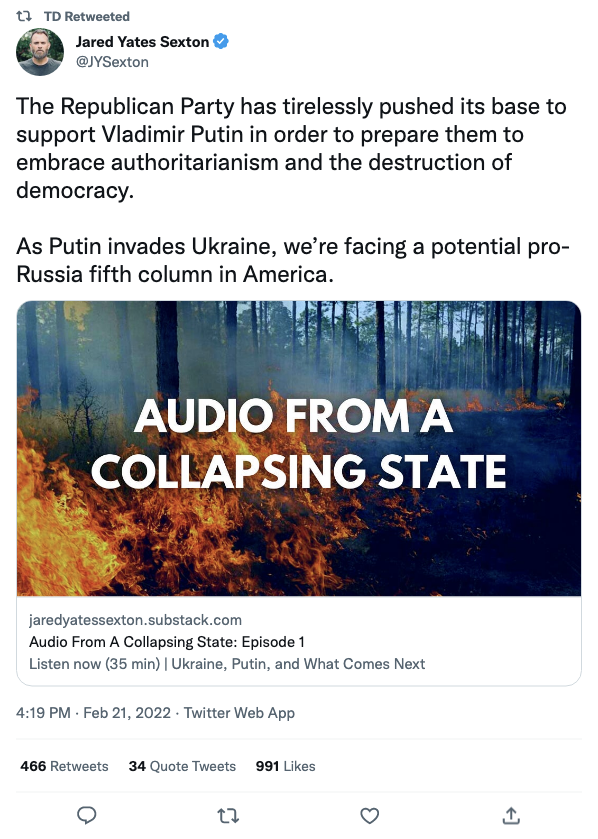 TD Retweeted
Jared Yates Sexton
@JYSexton
The Republican Party has tirelessly pushed its base to
support Vladimir Putin in order to prepare them to
embrace authoritarianism and the destruction of
democracy.
As Putin invades Ukraine, we’re facing a potential pro-
Russia fifth column in America.
AUDIO FROM A
COLLAPSING STATE
jaredyatessexton.substack.com
Audio From A Collapsing State: Episode 1
Listen now (35 min) | Ukraine, Putin, and What Comes Next
4:19 PM · Feb 21, 2022 · Twitter Web App
466 Retweets 34 Quote Tweets 991 Likes